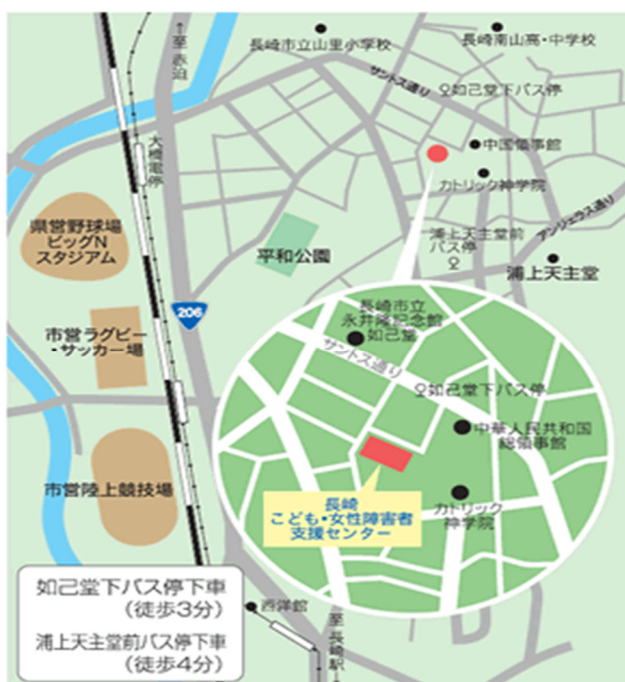 長崎市立山里小学校
長崎南山高・中学校
↑至 赤迫
サントス通り
如己堂下バス停
大橋電停
中国領事館
カトリック神学院
アンジェラス通り
県営野球場
ビッグN
スタジアム
平和公園
浦上天主堂前
バス停
浦上天主堂
206
市営ラグビー
・サッカー場
長崎市立
永井隆記念館
如己堂
サントス通り
如己堂下バス停
中華人民共和国
総領事館
市営陸上競技場
長崎
こども・女性障害者
支援センター
カトリック
神学院
如己堂下バス停下車
(徒歩3分)
浦上天主堂前バス停下車
(徒歩4分)
西洋館
至 長崎駅→